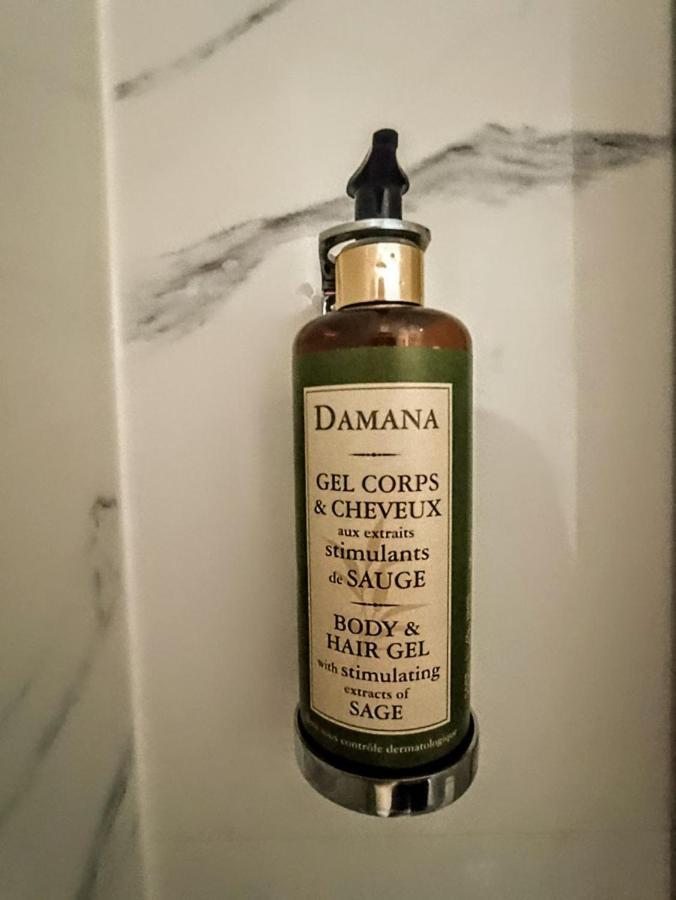 DAMANA
GEL CORPS
& CHEVEUX
aux extraits
stimulants
de SAUGE
BODY &
HAIR GEL
with stimulating
extracts of
SAGE
sous contrôle dermatologique